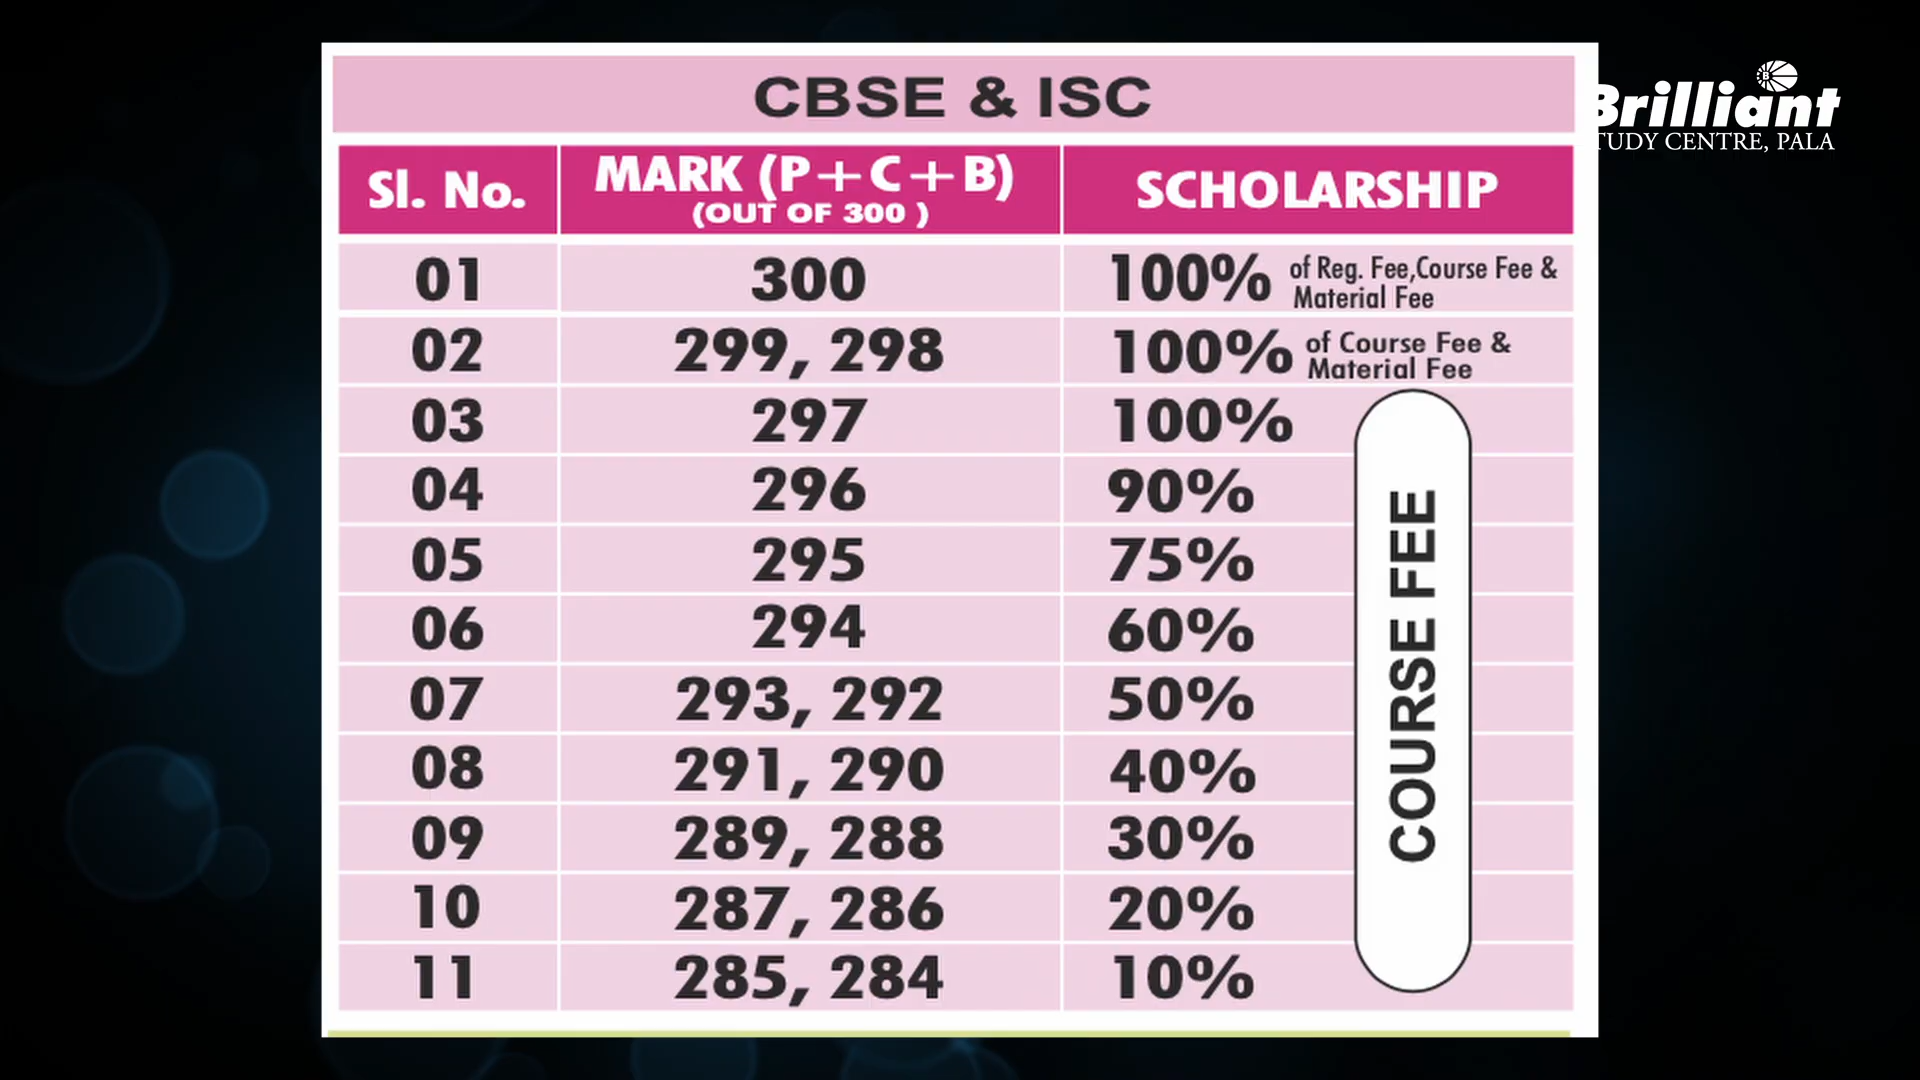 CBSE & ISC
Brilliant
TUDY CENTRE, PALA
Sl. No.
MARK (P+C+B)
(OUT OF 300 )
SCHOLARSHIP
01 300 100% of Reg. Fee,Course Fee &
Material Fee
02 299, 298 100% of Course Fee &
Material Fee
03 297 100%
04 296 90%
05 295 75%
06 294 60%
07 293, 292 50%
08 291, 290 40%
09 289, 288 30%
10 287, 286 20%
11 285, 284 10%
COURSE FEE